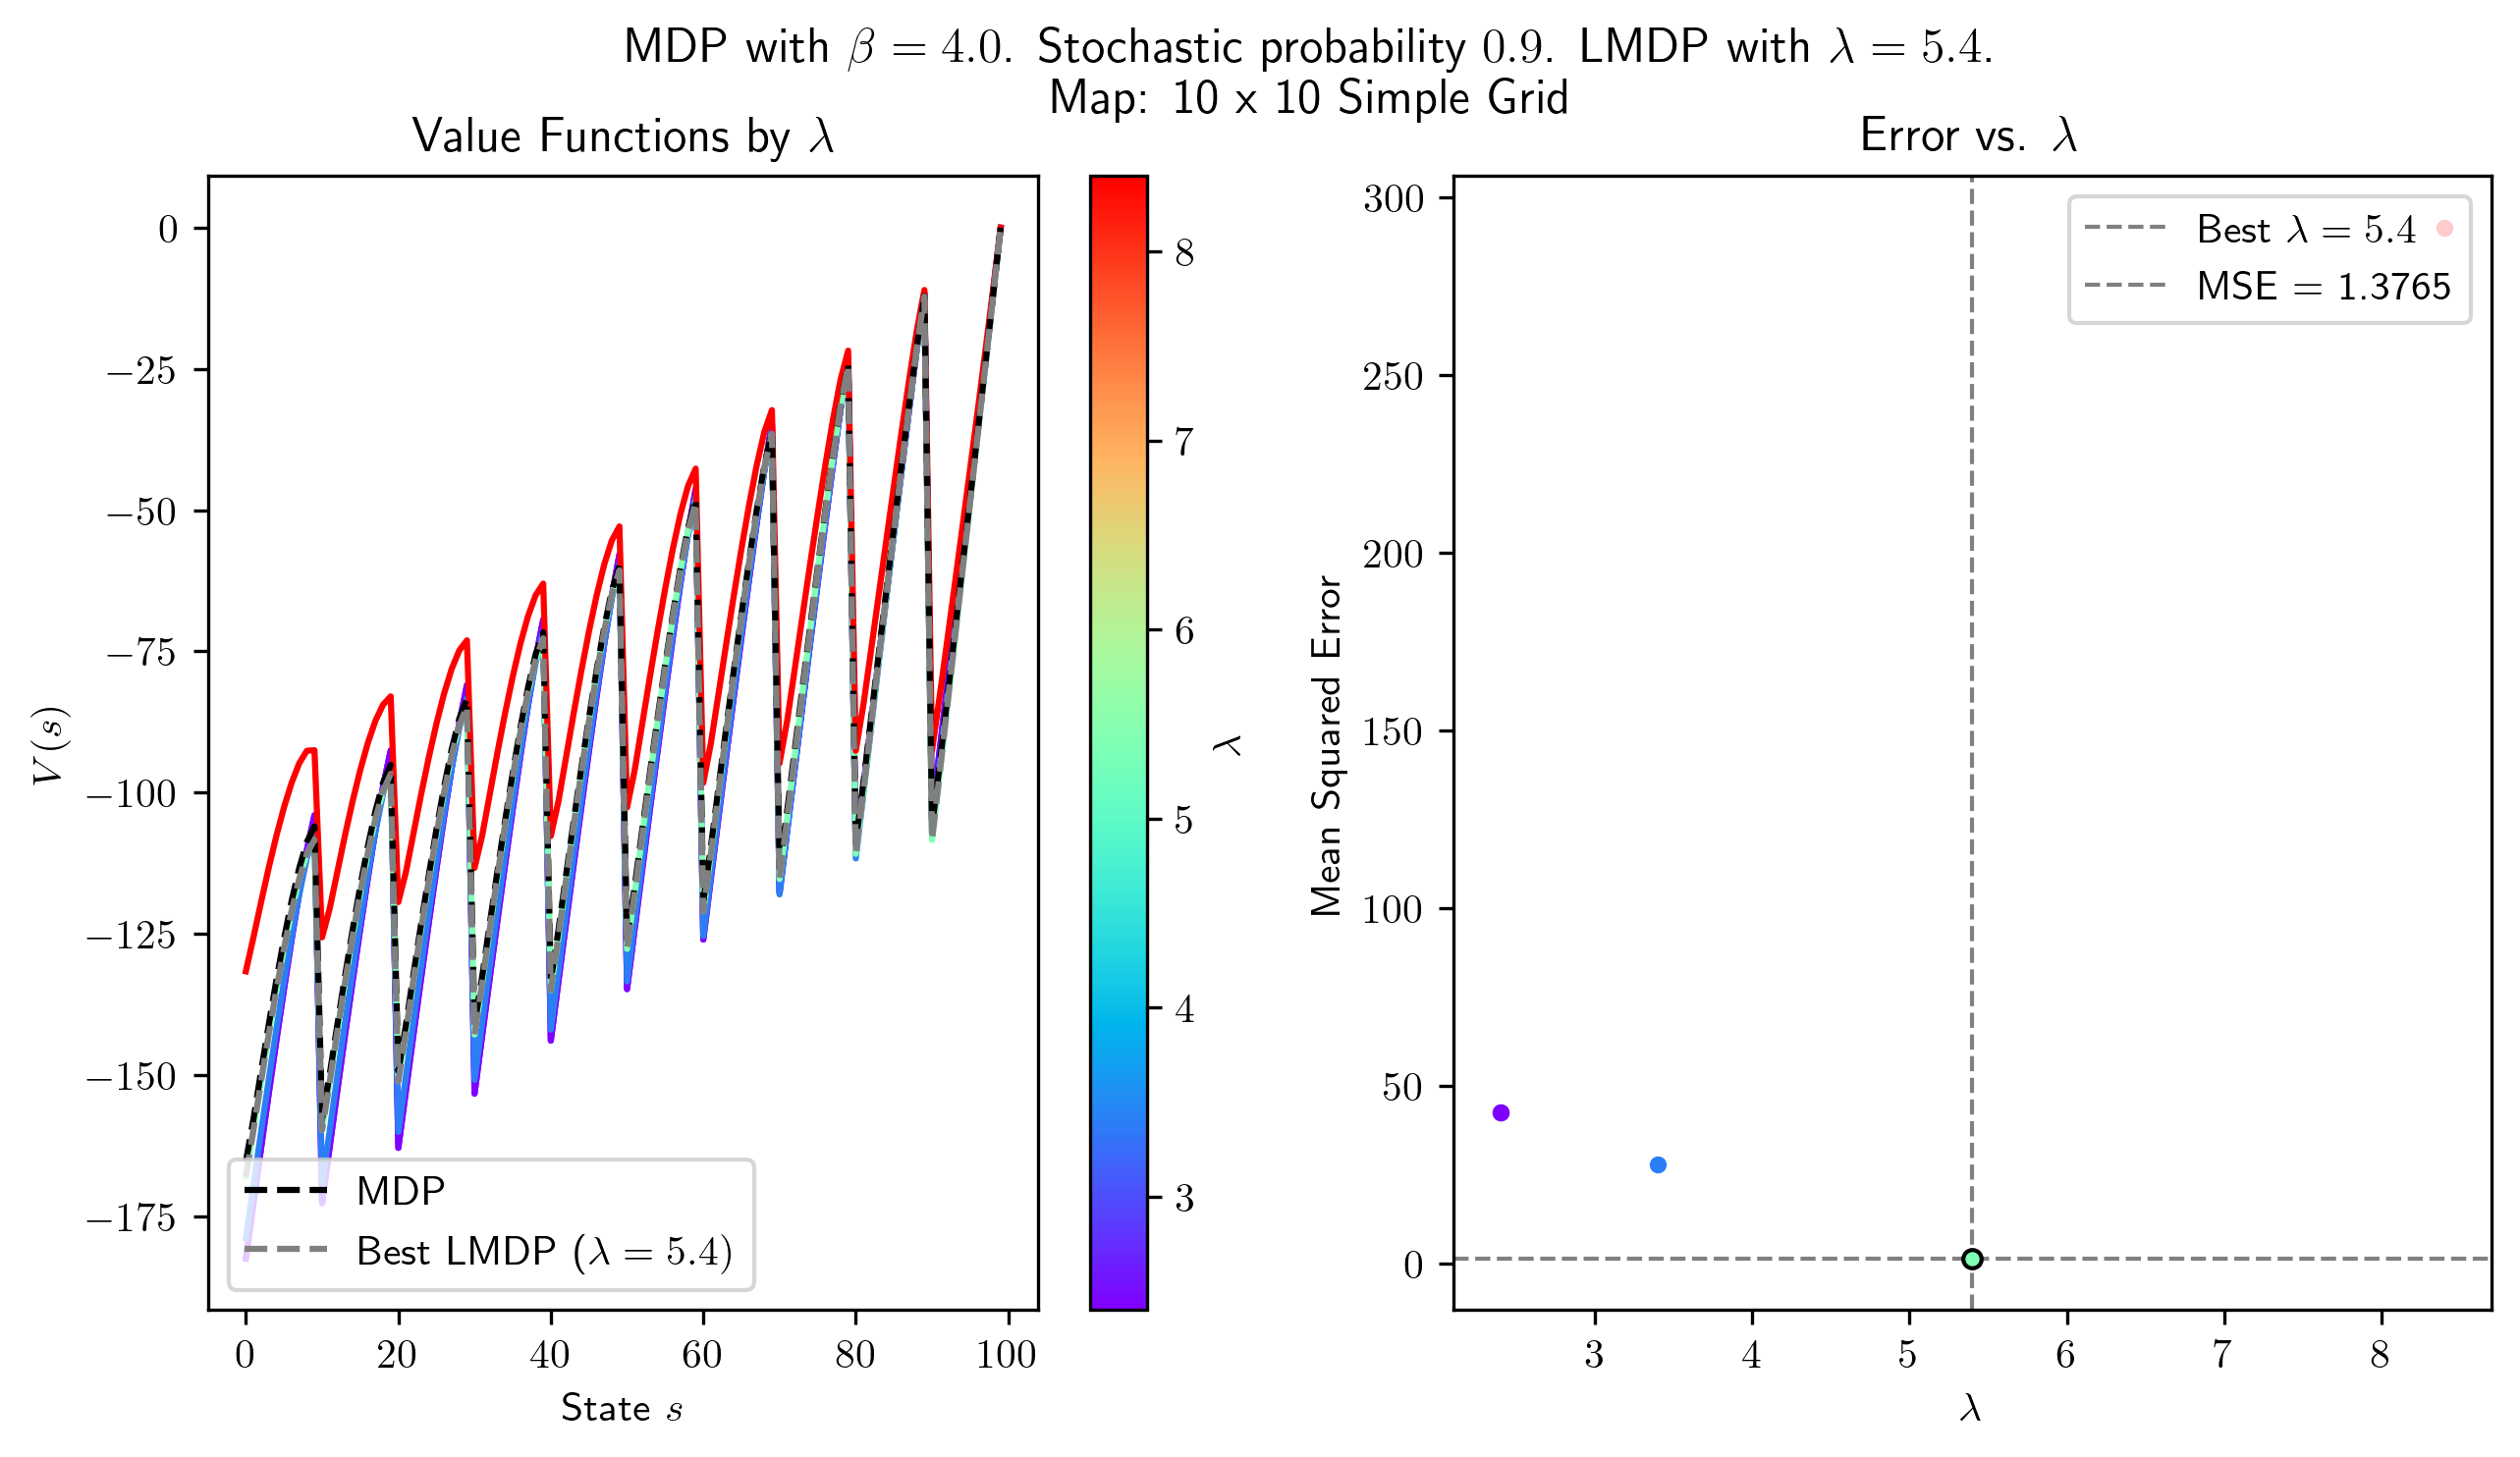 MDP with β = 4.0. Stochastic probability 0.9. LMDP with λ = 5.4.
Map: 10 x 10 Simple Grid
Value Functions by λ
0
−25
−50
−75
−100
−125
−150
−175
V(s)
MDP
Best LMDP (λ = 5.4)
0 20 40 60 80 100
State s
8
7
6
5
4
3
λ
Error vs. λ
300
250
200
150
100
50
0
Mean Squared Error
Best λ = 5.4
MSE = 1.3765
3 4 5 6 7 8
λ